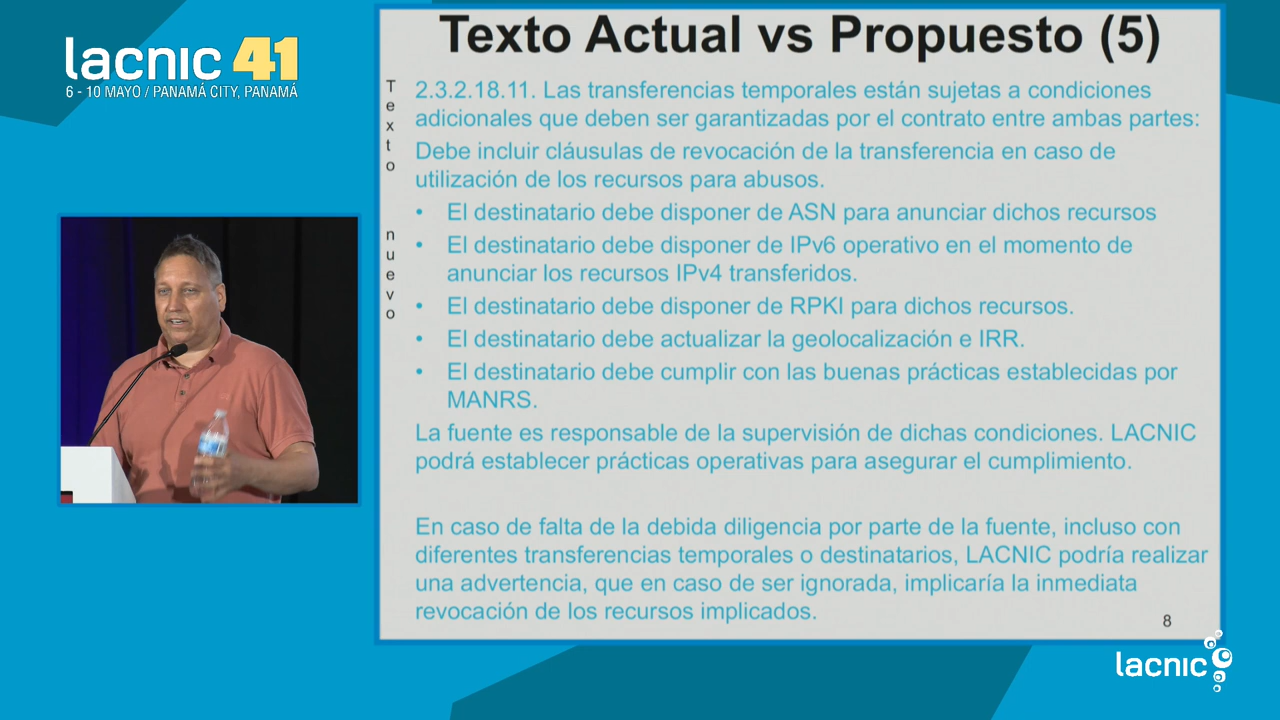 lacnic 41
6 - 10 MAYO / PANAMÁ CITY, PANAMÁ
Texto Actual vs Propuesto (5)
Texto nuevo
2.3.2.18.11. Las transferencias temporales están sujetas a condiciones
adicionales que deben ser garantizadas por el contrato entre ambas partes:
Debe incluir cláusulas de revocación de la transferencia en caso de
utilización de los recursos para abusos.
• El destinatario debe disponer de ASN para anunciar dichos recursos
• El destinatario debe disponer de IPv6 operativo en el momento de
anunciar los recursos IPv4 transferidos.
• El destinatario debe disponer de RPKI para dichos recursos.
• El destinatario debe actualizar la geolocalización e IRR.
• El destinatario debe cumplir con las buenas prácticas establecidas por
MANRS.
La fuente es responsable de la supervisión de dichas condiciones. LACNIC
podrá establecer prácticas operativas para asegurar el cumplimiento.
En caso de falta de la debida diligencia por parte de la fuente, incluso con
diferentes transferencias temporales o destinatarios, LACNIC podría realizar
una advertencia, que en caso de ser ignorada, implicaría la inmediata
revocación de los recursos implicados.
8
lacnic